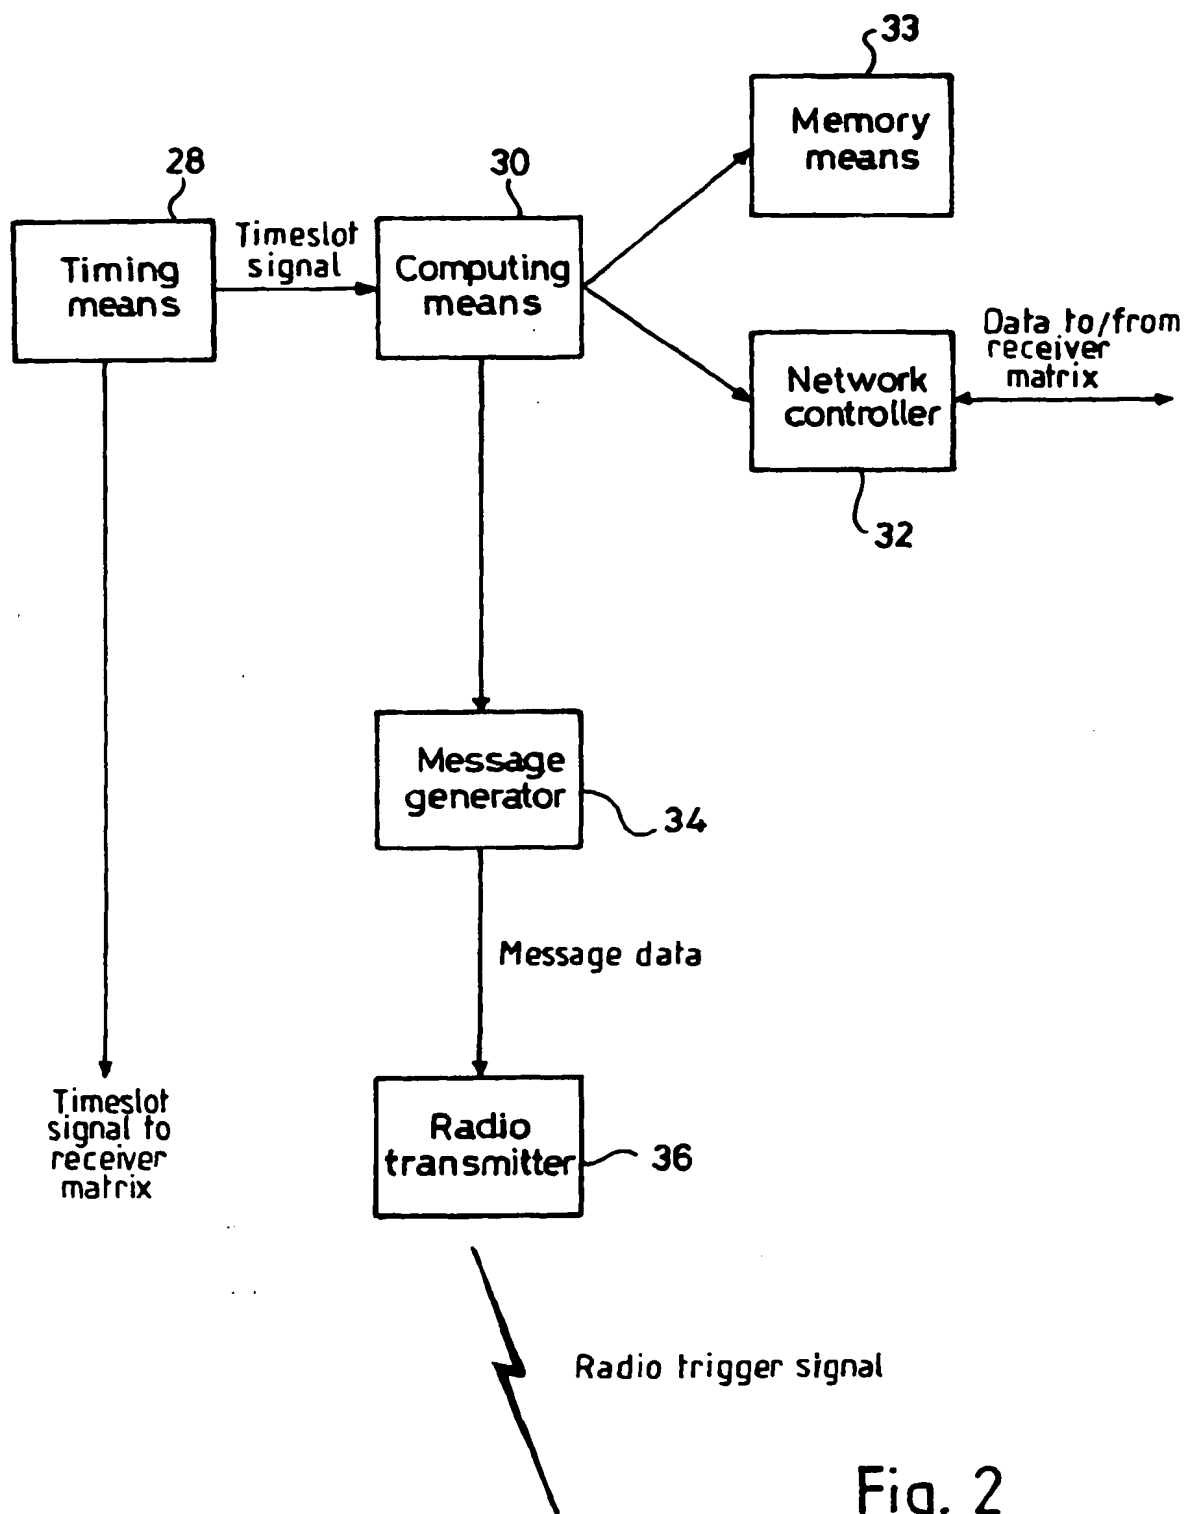 33
Memory
means
28
30
Timeslot
signal
Timing
means
Computing
means
Data to/from
receiver
matrix
Network
controller
32
Message
generator
34
Message data
Timeslot
signal to
receiver
matrix
Radio
transmitter
36
Radio trigger signal
Fig. 2